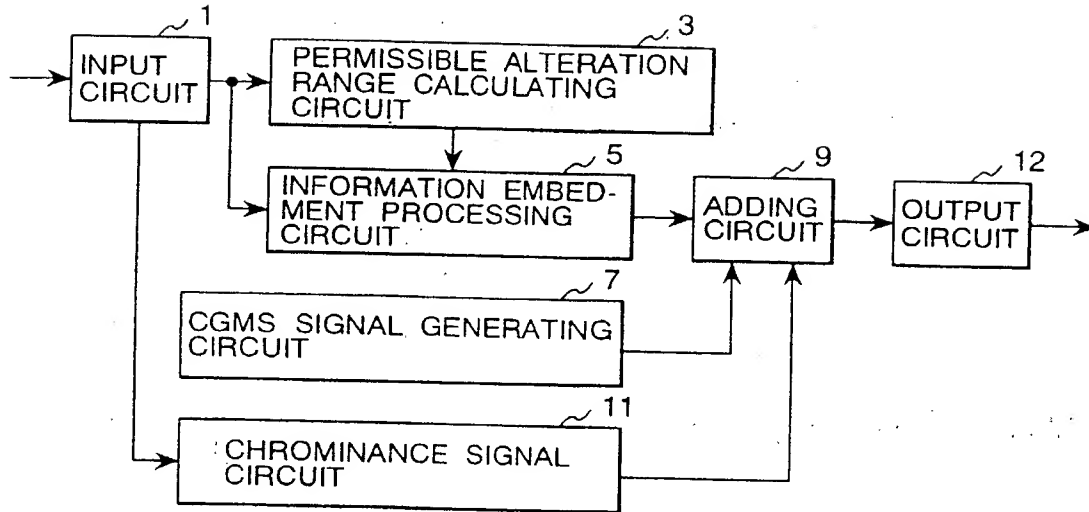 1
INPUT
CIRCUIT
3
PERMISSIBLE ALTERATION
RANGE CALCULATING
CIRCUIT
5
INFORMATION EMBED-
MENT PROCESSING
CIRCUIT
9
ADDING
CIRCUIT
12
OUTPUT
CIRCUIT
7
CGMS SIGNAL GENERATING
CIRCUIT
11
CHROMINANCE SIGNAL
CIRCUIT